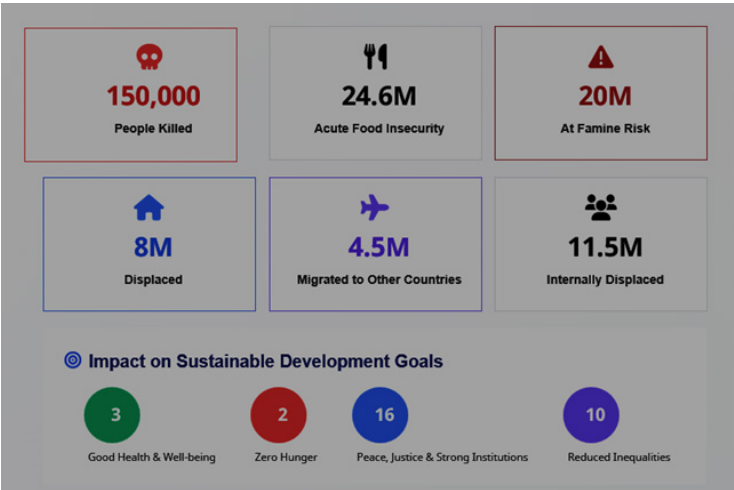 150,000
People Killed
24.6M
Acute Food Insecurity
20M
At Famine Risk
8M
Displaced
4.5M
Migrated to Other Countries
11.5M
Internally Displaced
Impact on Sustainable Development Goals
3
Good Health & Well-being
2
Zero Hunger
16
Peace, Justice & Strong Institutions
10
Reduced Inequalities